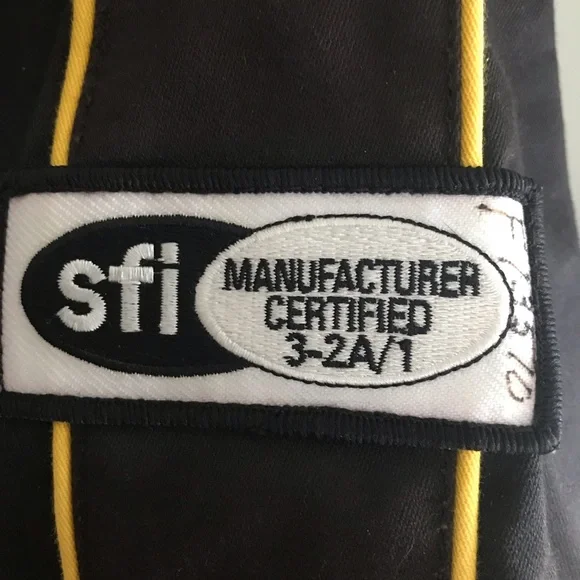 sfi
MANUFACTURER
CERTIFIED
3-2A/1